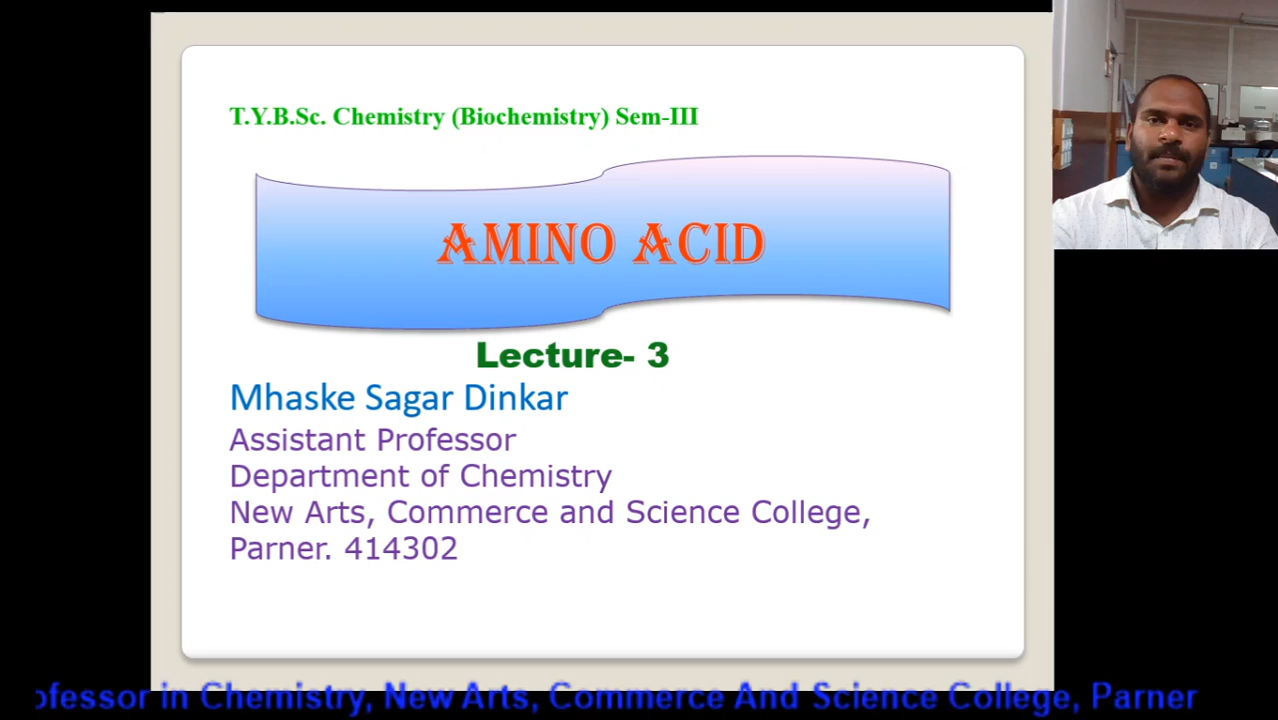 T.Y.B.Sc. Chemistry (Biochemistry) Sem-III
AMINO ACID
Lecture- 3
Mhaske Sagar Dinkar
Assistant Professor
Department of Chemistry
New Arts, Commerce and Science College,
Parner. 414302
ofessor in Chemistry, New Arts, Commerce And Science College, Parner